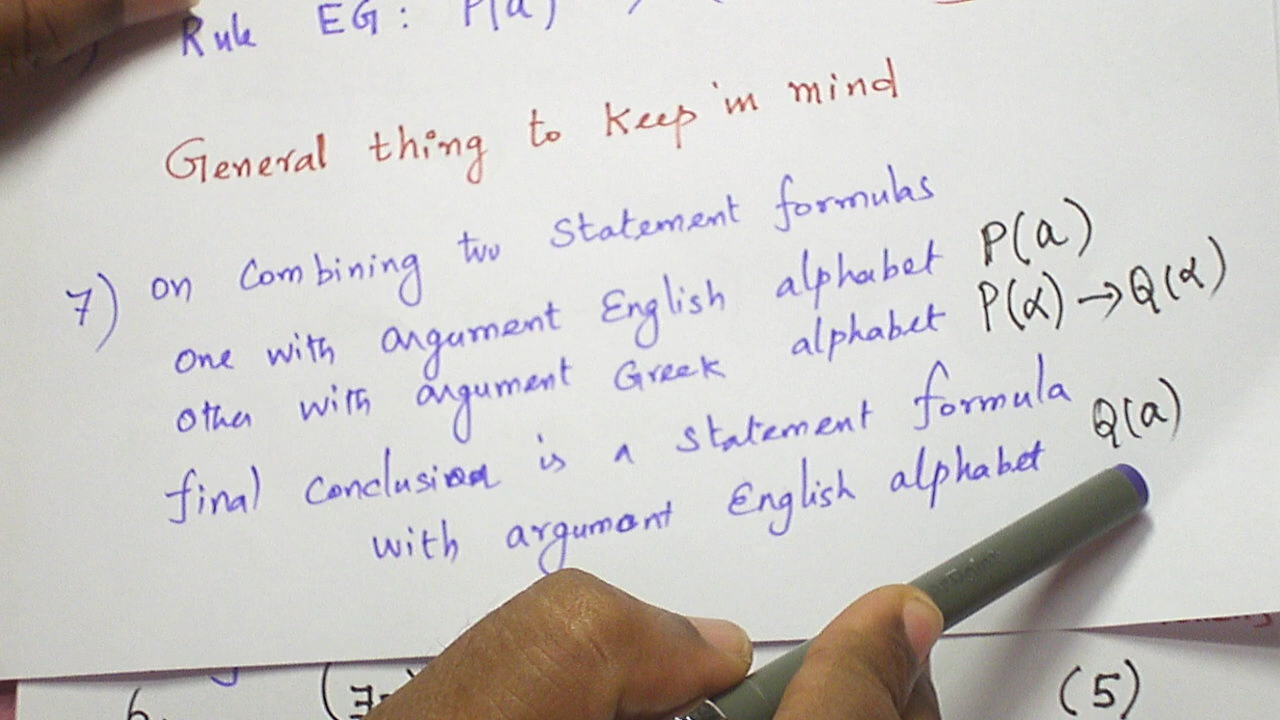 Rule EG: P(a)
General thing to keep in mind
7) on combining two statement formulas
one with argument English alphabet P(a)
other with argument Greek alphabet P(α) → Q(α)
final conclusion is a statement formula
with argument English alphabet Q(a)
6.
(5)